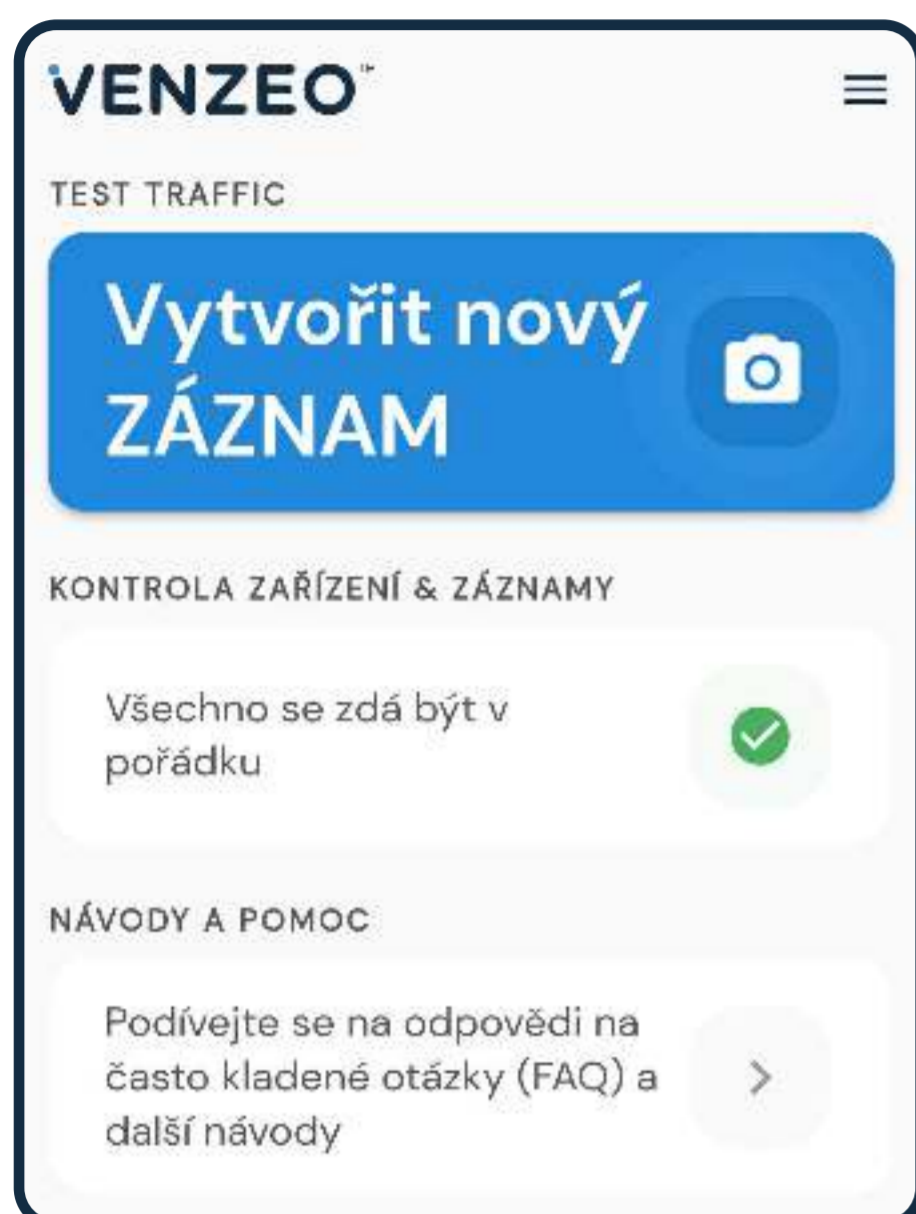 VENZEO™
TEST TRAFFIC
Vytvořit nový
ZÁZNAM
KONTROLA ZAŘÍZENÍ & ZÁZNAMY
Všechno se zdá být v
pořádku
NÁVODY A POMOC
Podívejte se na odpovědi na
často kladené otázky (FAQ) a
další návody